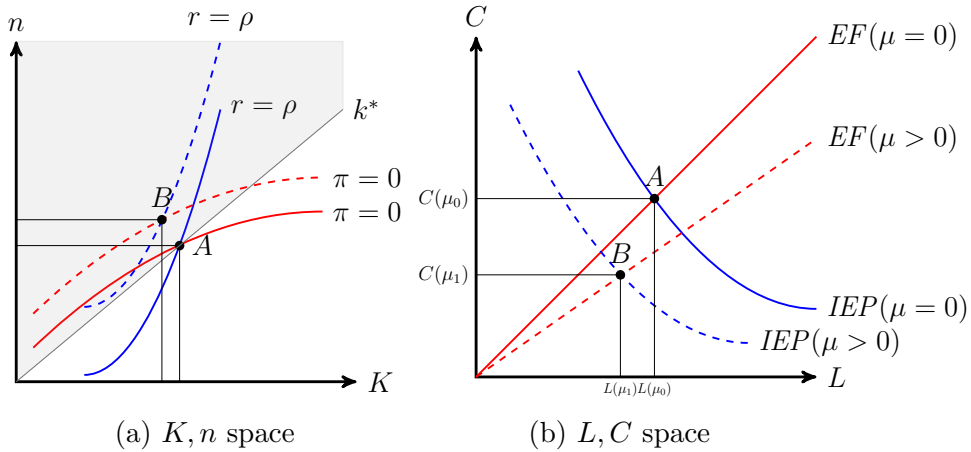 n
r = ρ
r = ρ
k*
B
π = 0
π = 0
A
K
(a) K, n space
C
EF(μ = 0)
EF(μ > 0)
A
C(μ₀)
B
C(μ₁)
IEP(μ = 0)
IEP(μ > 0)
L(μ₁) L(μ₀)
L
(b) L, C space